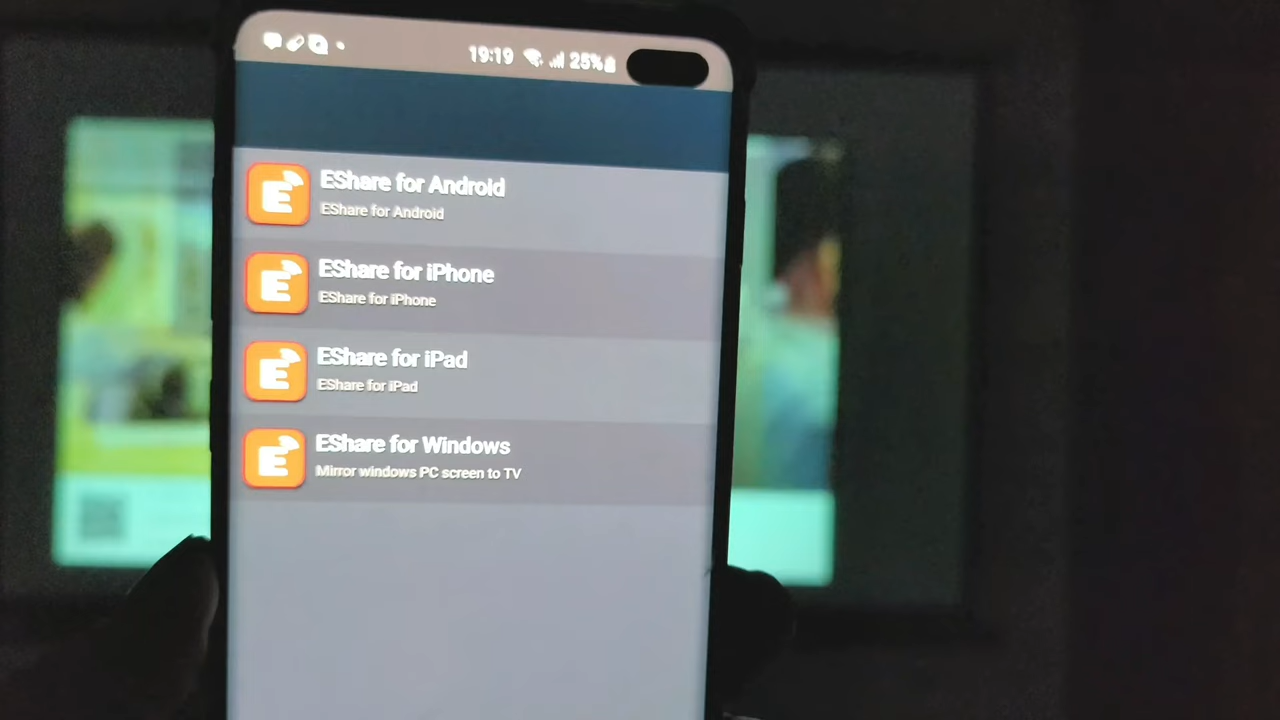 19:19 25%
EShare for Android
EShare for Android
EShare for iPhone
EShare for iPhone
EShare for iPad
EShare for iPad
EShare for Windows
Mirror windows PC screen to TV